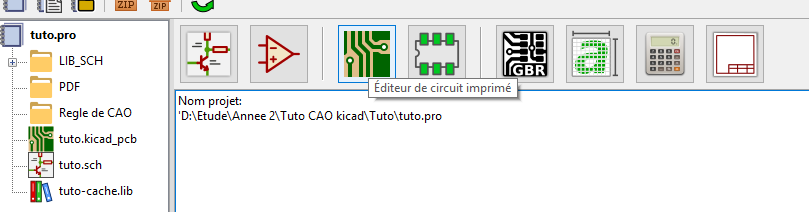 ZIP
ZIP
tuto.pro
LIB_SCH
PDF
Regle de CAO
tuto.kicad_pcb
tuto.sch
tuto-cache.lib
GBR
a
Éditeur de circuit imprimé
Nom projet:
'D:\Etude\Annee 2\Tuto CAO kicad\Tuto\tuto.pro